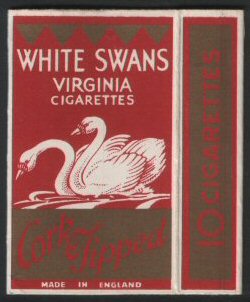 WHITE SWANS
VIRGINIA
CIGARETTES
Cork Tipped
MADE IN ENGLAND
10 CIGARETTES